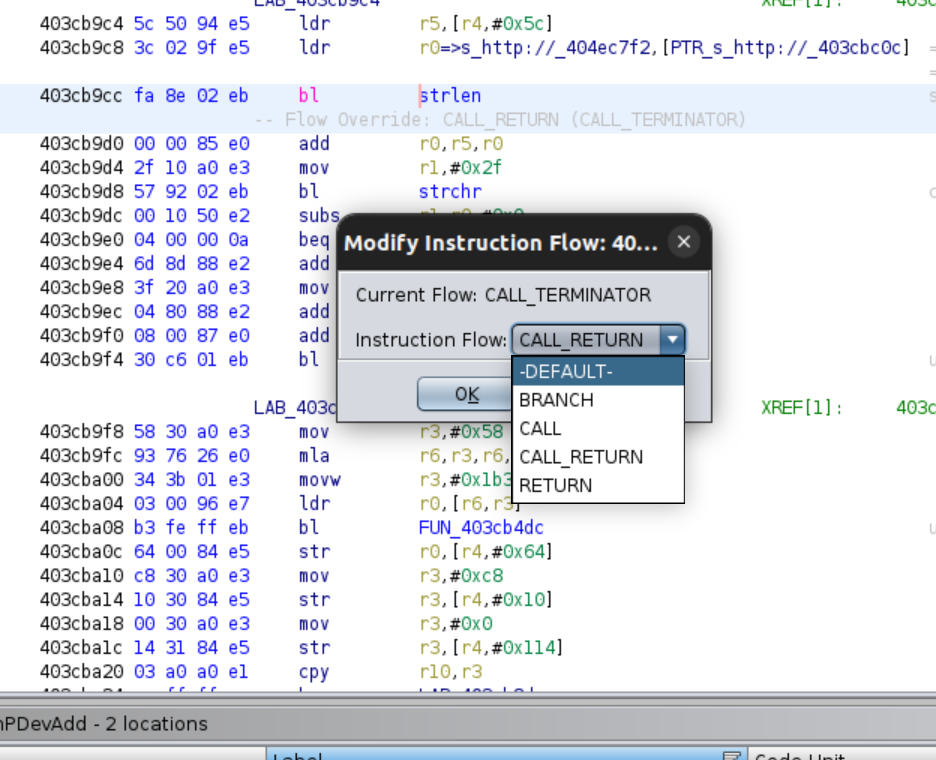 LAB_403cb9c4 XREF[1]: 403c
403cb9c4 5c 50 94 e5 ldr r5,[r4,#0x5c]
403cb9c8 3c 02 9f e5 ldr r0=>s_http://_404ec7f2,[PTR_s_http://_403cbc0c] =
=
403cb9cc fa 8e 02 eb bl strlen s
-- Flow Override: CALL_RETURN (CALL_TERMINATOR)
403cb9d0 00 00 85 e0 add r0,r5,r0
403cb9d4 2f 10 a0 e3 mov r1,#0x2f
403cb9d8 57 92 02 eb bl strchr c
403cb9dc 00 10 50 e2 subs r1,r0,#0x0
403cb9e0 04 00 00 0a beq
403cb9e4 6d 8d 88 e2 add
403cb9e8 3f 20 a0 e3 mov
403cb9ec 04 80 88 e2 add
403cb9f0 08 00 87 e0 add
403cb9f4 30 c6 01 eb bl u
LAB_403c XREF[1]: 403c
403cb9f8 58 30 a0 e3 mov r3,#0x58
403cb9fc 93 76 26 e0 mla r6,r3,r6,
403cba00 34 3b 01 e3 movw r3,#0x1b3
403cba04 03 00 96 e7 ldr r0,[r6,r3]
403cba08 b3 fe ff eb bl FUN_403cb4dc u
403cba0c 64 00 84 e5 str r0,[r4,#0x64]
403cba10 c8 30 a0 e3 mov r3,#0xc8
403cba14 10 30 84 e5 str r3,[r4,#0x10]
403cba18 00 30 a0 e3 mov r3,#0x0
403cba1c 14 31 84 e5 str r3,[r4,#0x114]
403cba20 03 a0 a0 e1 cpy r10,r3
Modify Instruction Flow: 40...
Current Flow: CALL_TERMINATOR
Instruction Flow: CALL_RETURN
-DEFAULT-
BRANCH
CALL
CALL_RETURN
RETURN
OK
nPDevAdd - 2 locations
Label Code Unit